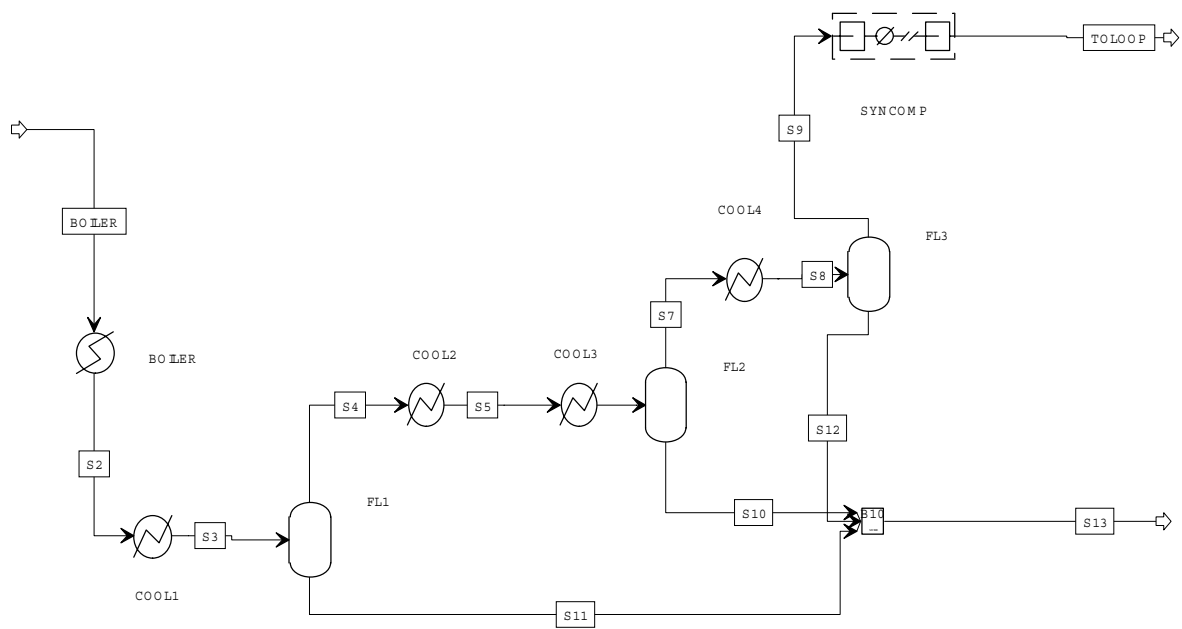 TOLOOP
SYNCOMP
S9
BOILER
COOL4
FL3
S8
S7
BOILER
COOL2
COOL3
FL2
S4
S5
S12
S2
FL1
S10
B10
S13
S3
COOL1
S11